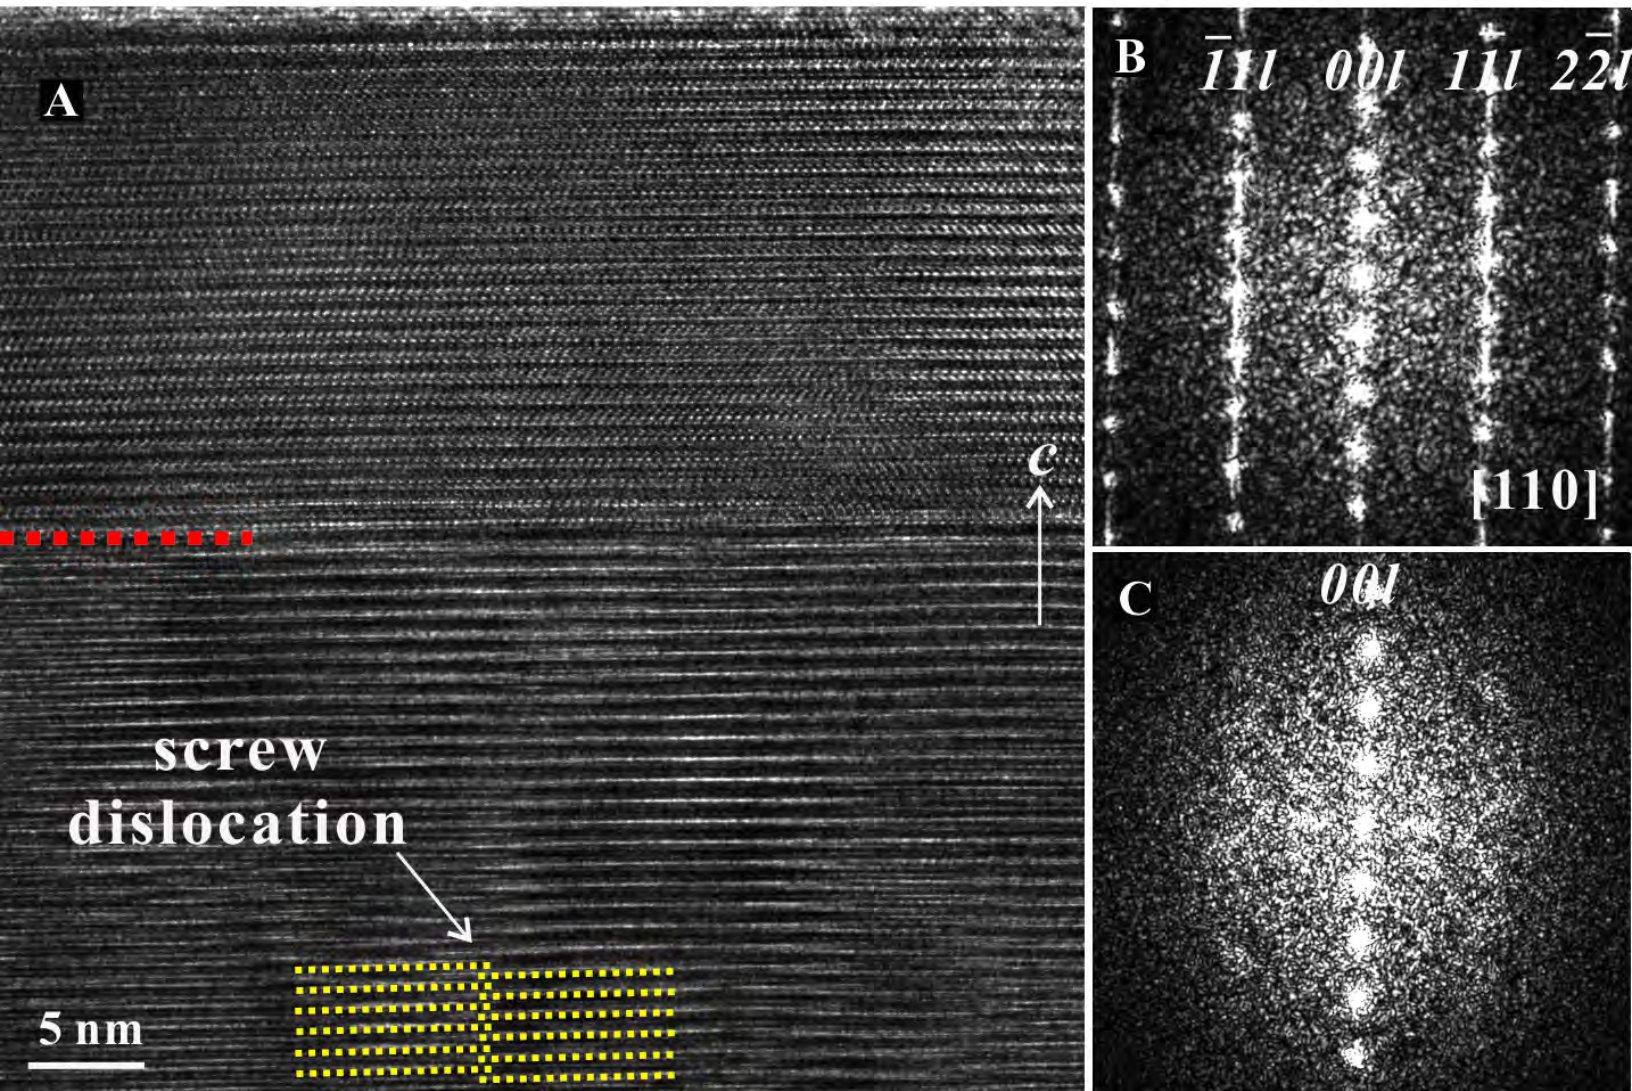 A
c
screw
dislocation
5 nm
B
1̅1l 00l 11̅l 22̅l
[110]
C
00l